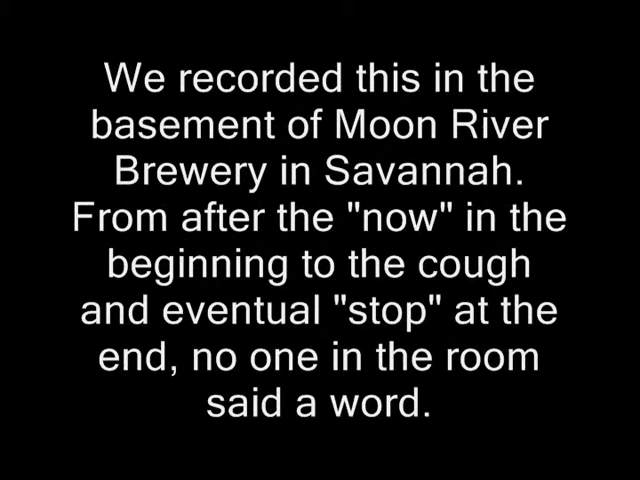 We recorded this in the
basement of Moon River
Brewery in Savannah.
From after the "now" in the
beginning to the cough
and eventual "stop" at the
end, no one in the room
said a word.